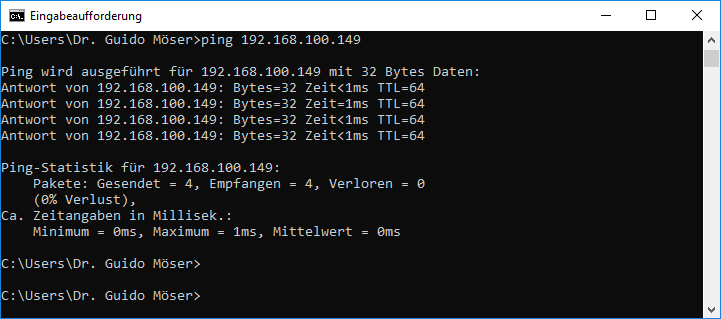 Eingabeaufforderung
C:\Users\Dr. Guido Möser>ping 192.168.100.149
Ping wird ausgeführt für 192.168.100.149 mit 32 Bytes Daten:
Antwort von 192.168.100.149: Bytes=32 Zeit<1ms TTL=64
Antwort von 192.168.100.149: Bytes=32 Zeit<1ms TTL=64
Antwort von 192.168.100.149: Bytes=32 Zeit=1ms TTL=64
Antwort von 192.168.100.149: Bytes=32 Zeit<1ms TTL=64
Ping-Statistik für 192.168.100.149:
    Pakete: Gesendet = 4, Empfangen = 4, Verloren = 0
    (0% Verlust),
Ca. Zeitangaben in Millisek.:
    Minimum = 0ms, Maximum = 1ms, Mittelwert = 0ms
C:\Users\Dr. Guido Möser>
C:\Users\Dr. Guido Möser>